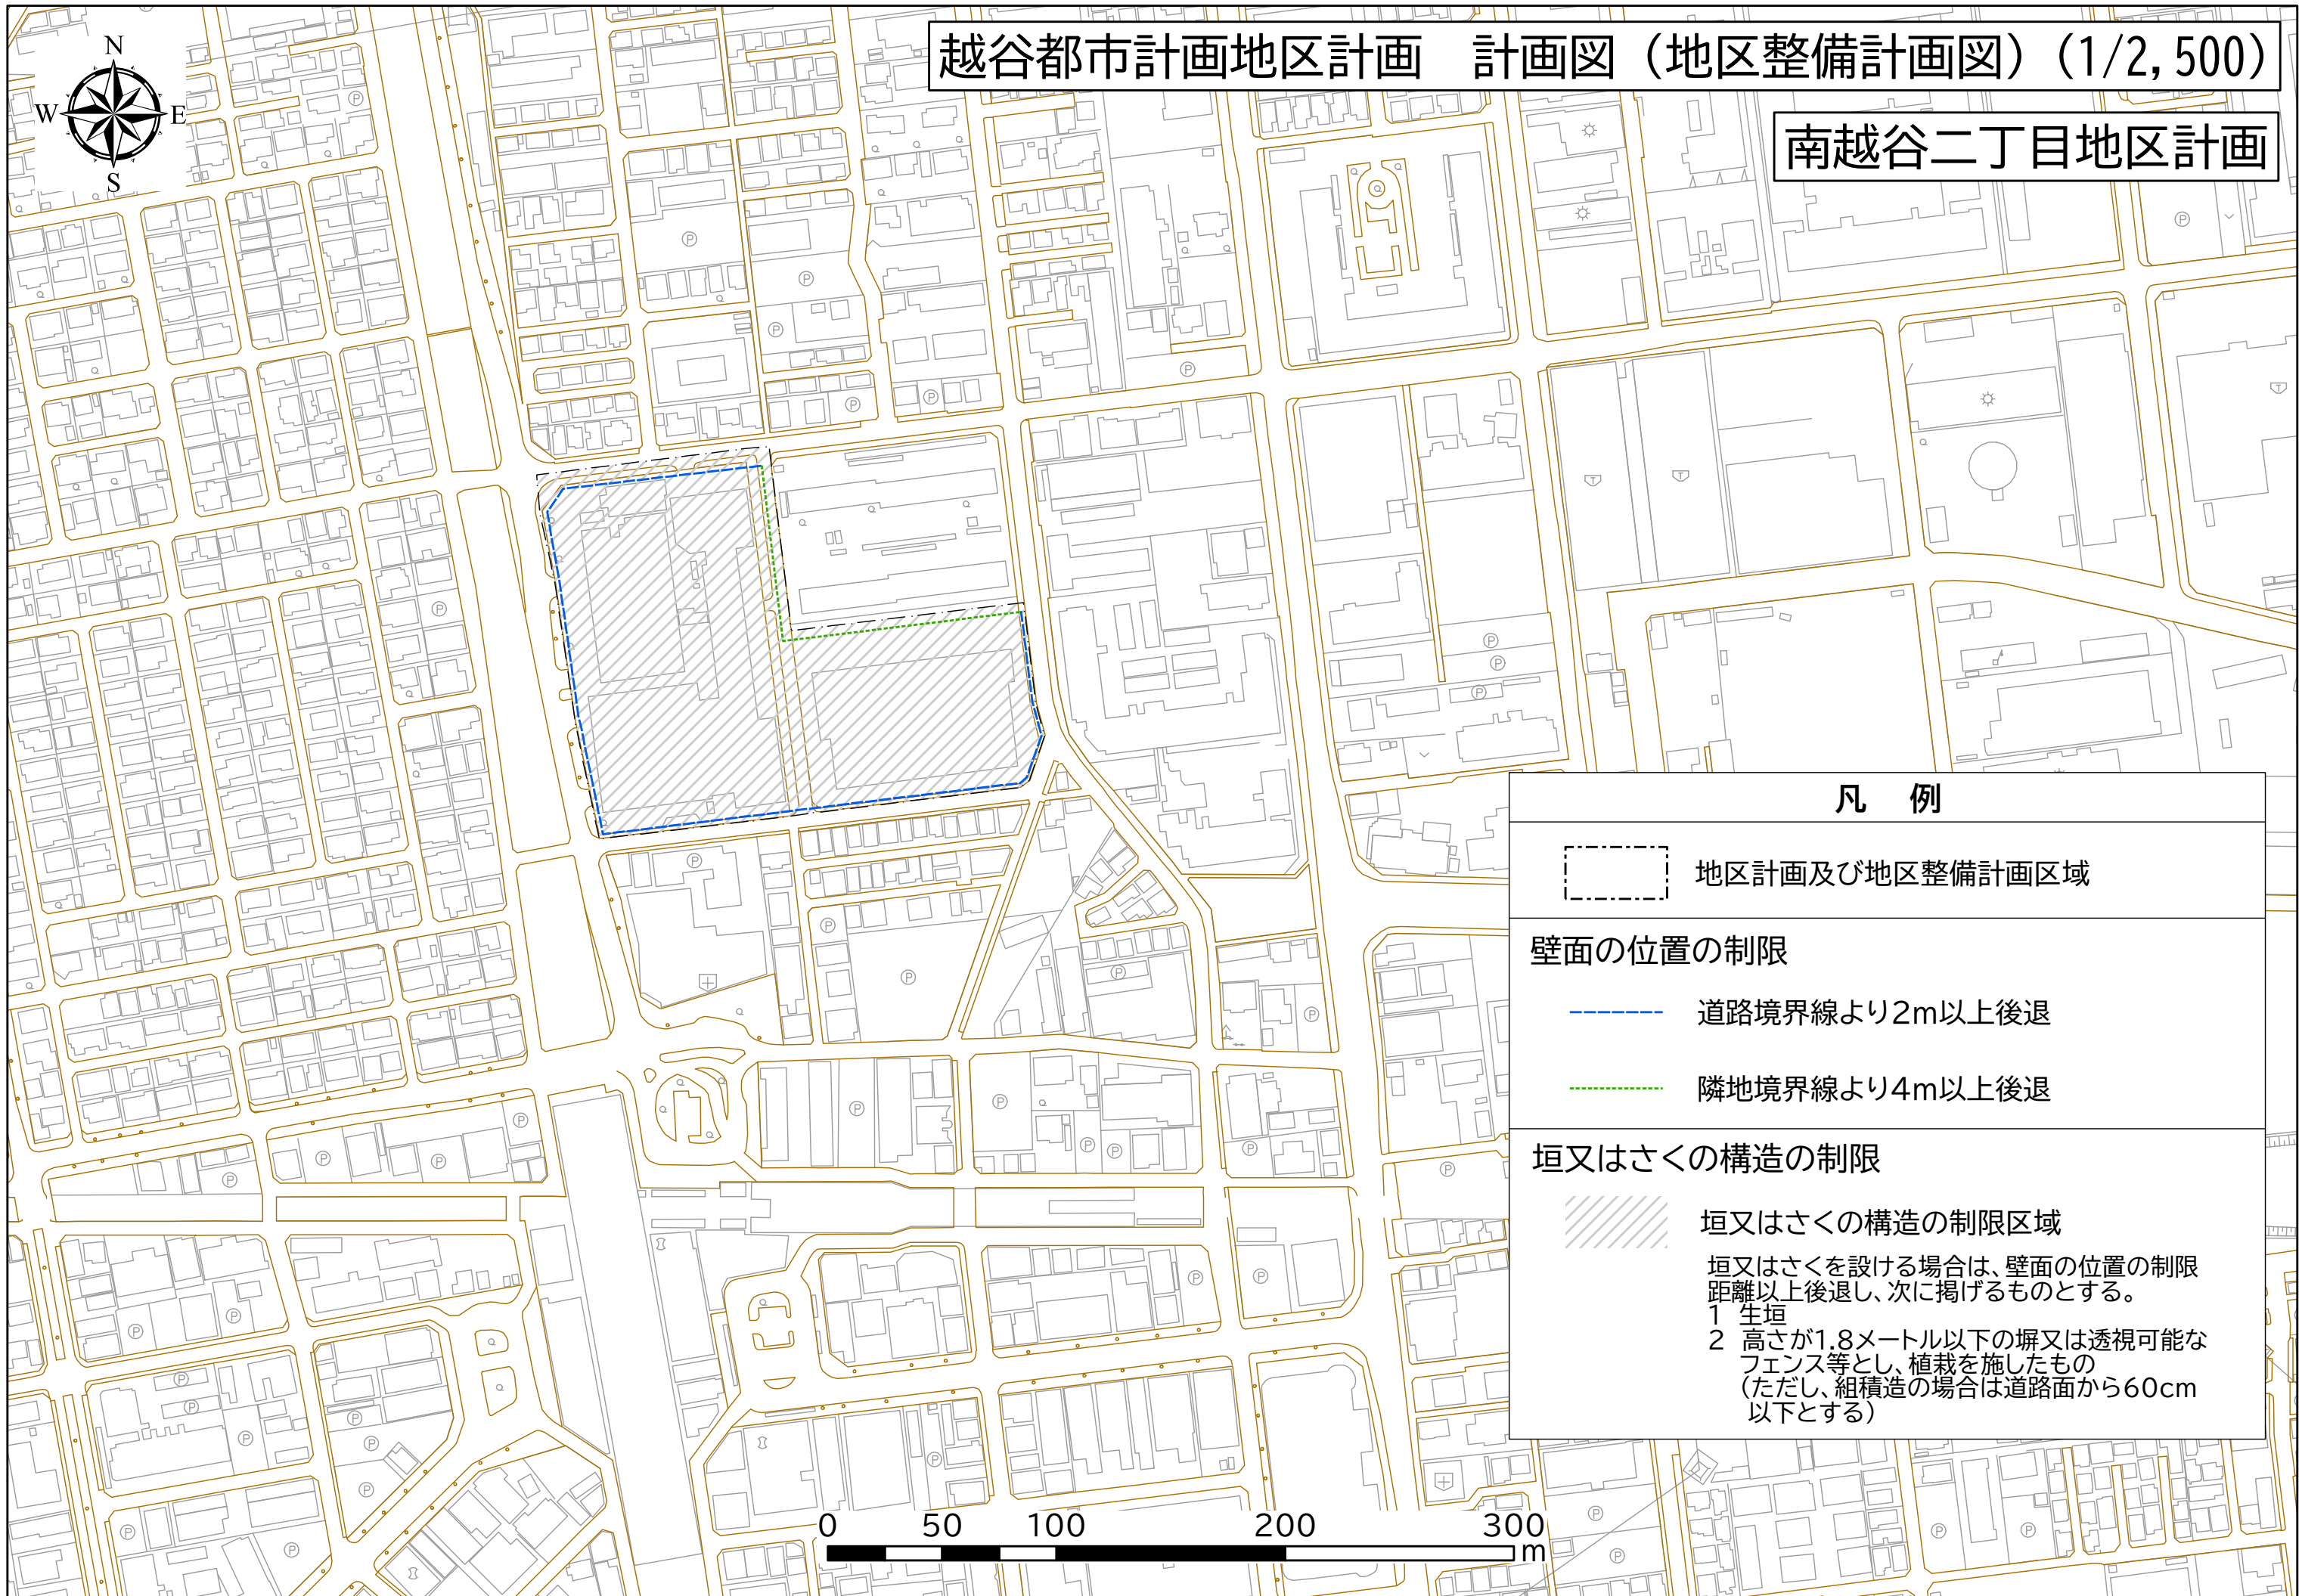 越谷都市計画地区計画　計画図（地区整備計画図）（1/2,500）
南越谷二丁目地区計画
N
W E
S
凡　例
地区計画及び地区整備計画区域
壁面の位置の制限
道路境界線より2m以上後退
隣地境界線より4m以上後退
垣又はさくの構造の制限
垣又はさくの構造の制限区域
垣又はさくを設ける場合は、壁面の位置の制限
距離以上後退し、次に掲げるものとする。
1 生垣
2 高さが1.8メートル以下の塀又は透視可能な
フェンス等とし、植栽を施したもの
（ただし、組積造の場合は道路面から60cm
以下とする）
0 50 100 200 300
m